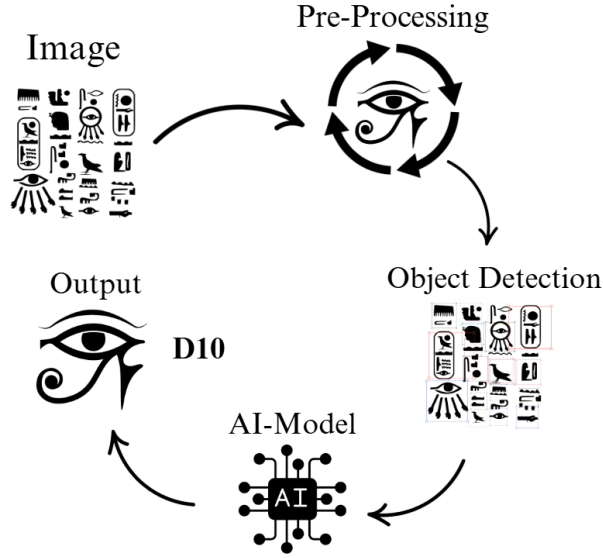 Pre-Processing
Image
Object Detection
Output
D10
AI-Model
AI